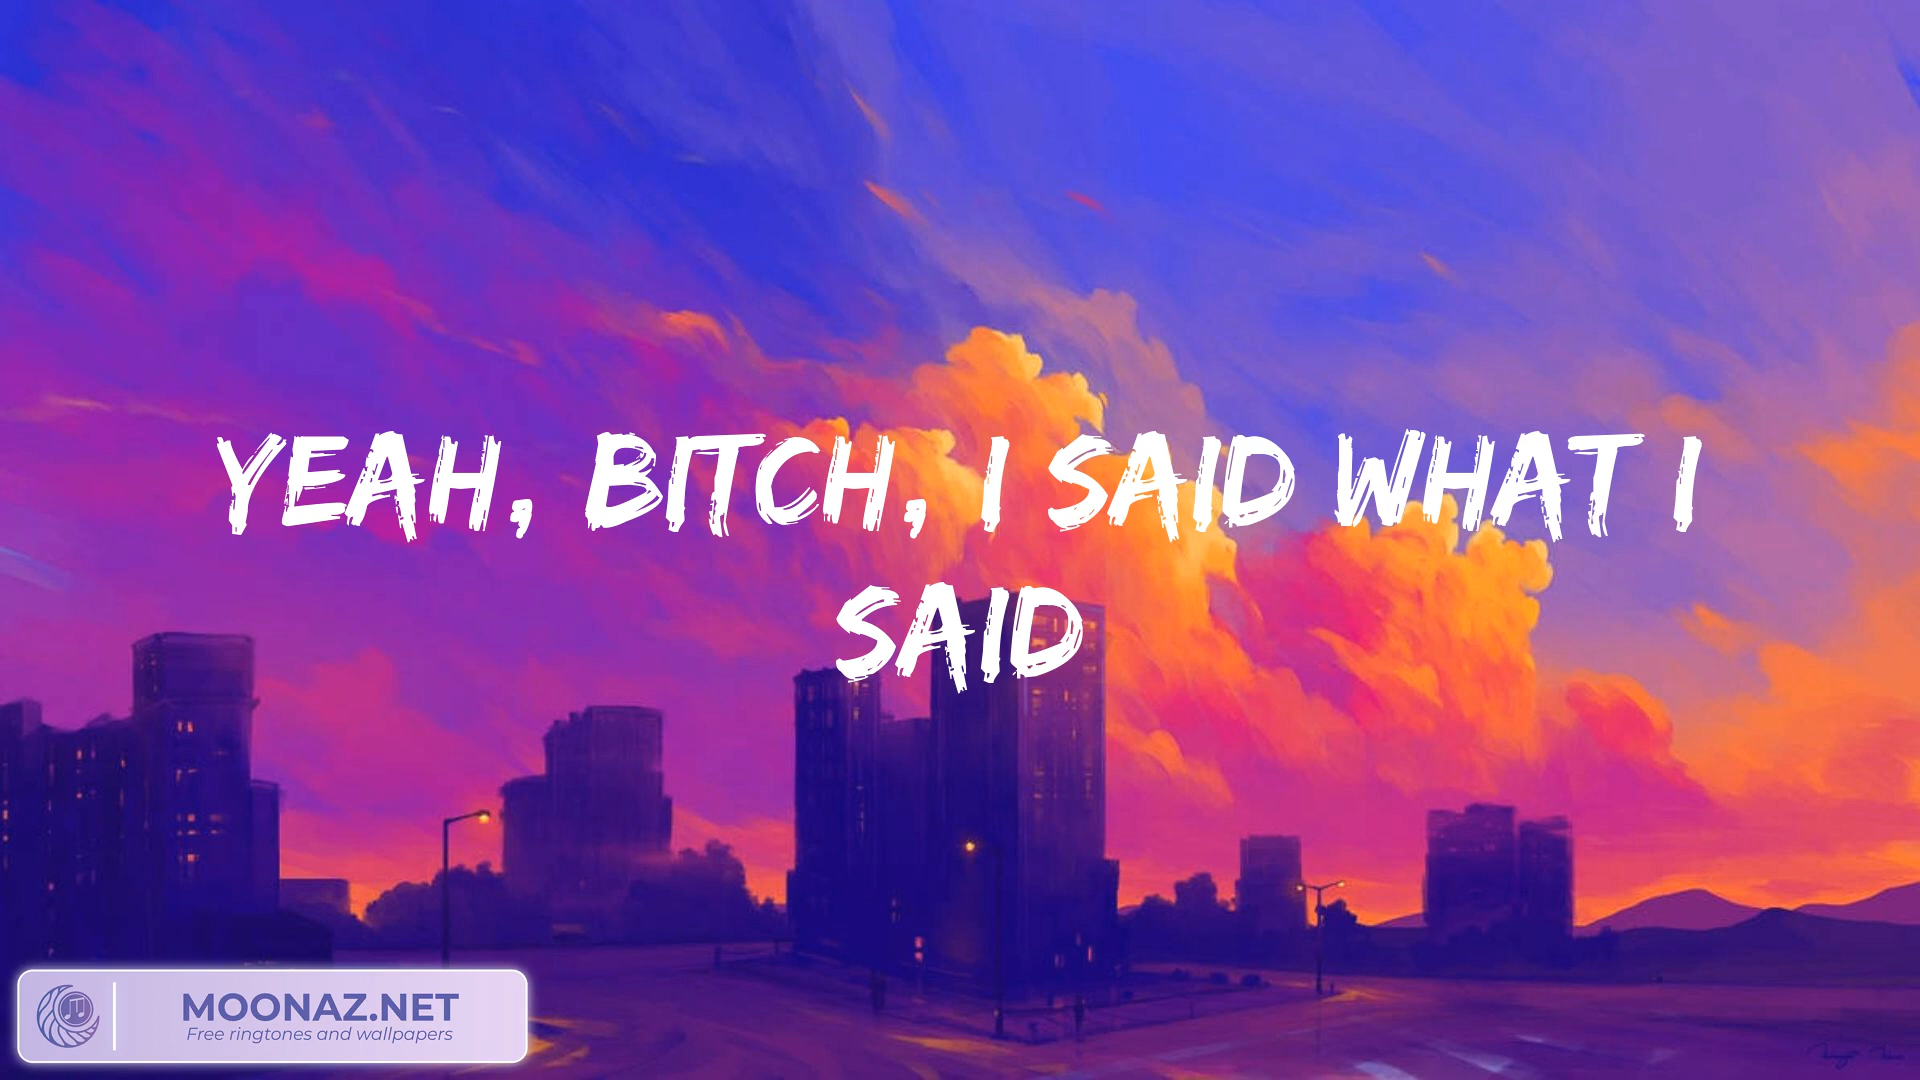 YEAH, BITCH, I SAID WHAT I
SAID
MOONAZ.NET
Free ringtones and wallpapers